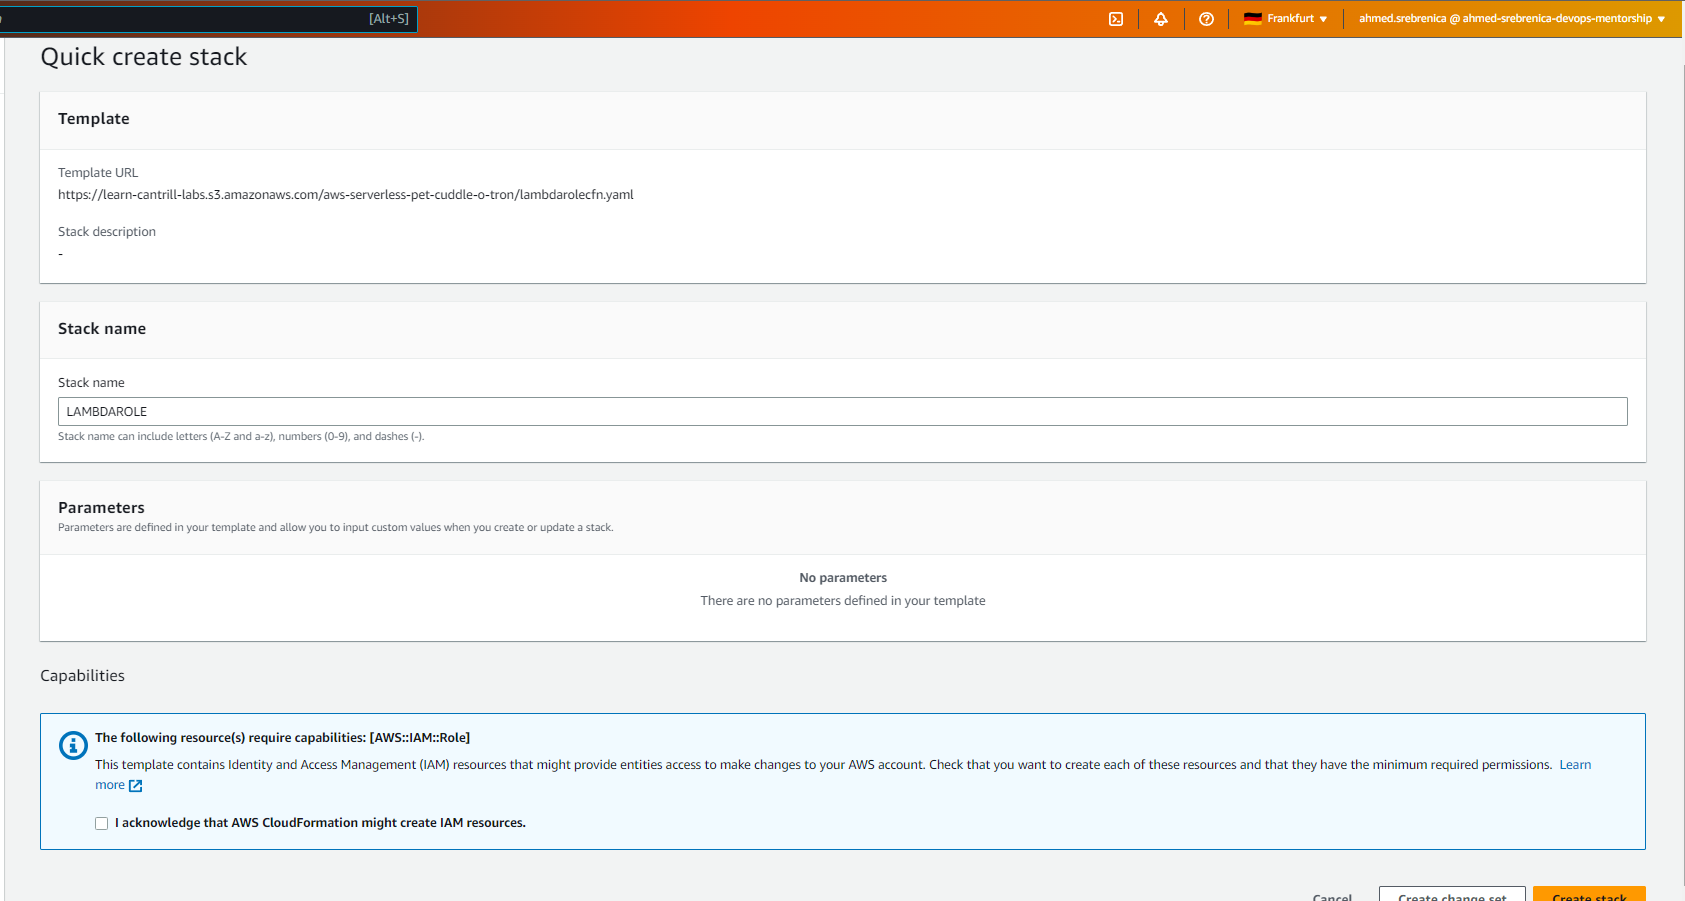 [Alt+S]
Frankfurt ▼
ahmed.srebrenica @ ahmed-srebrenica-devops-mentorship ▼
Quick create stack
Template
Template URL
https://learn-cantrill-labs.s3.amazonaws.com/aws-serverless-pet-cuddle-o-tron/lambdarolecfn.yaml
Stack description
-
Stack name
Stack name
LAMBDAROLE
Stack name can include letters (A-Z and a-z), numbers (0-9), and dashes (-).
Parameters
Parameters are defined in your template and allow you to input custom values when you create or update a stack.
No parameters
There are no parameters defined in your template
Capabilities
The following resource(s) require capabilities: [AWS::IAM::Role]
This template contains Identity and Access Management (IAM) resources that might provide entities access to make changes to your AWS account. Check that you want to create each of these resources and that they have the minimum required permissions. Learn
more
I acknowledge that AWS CloudFormation might create IAM resources.
Cancel
Create change set
Create stack